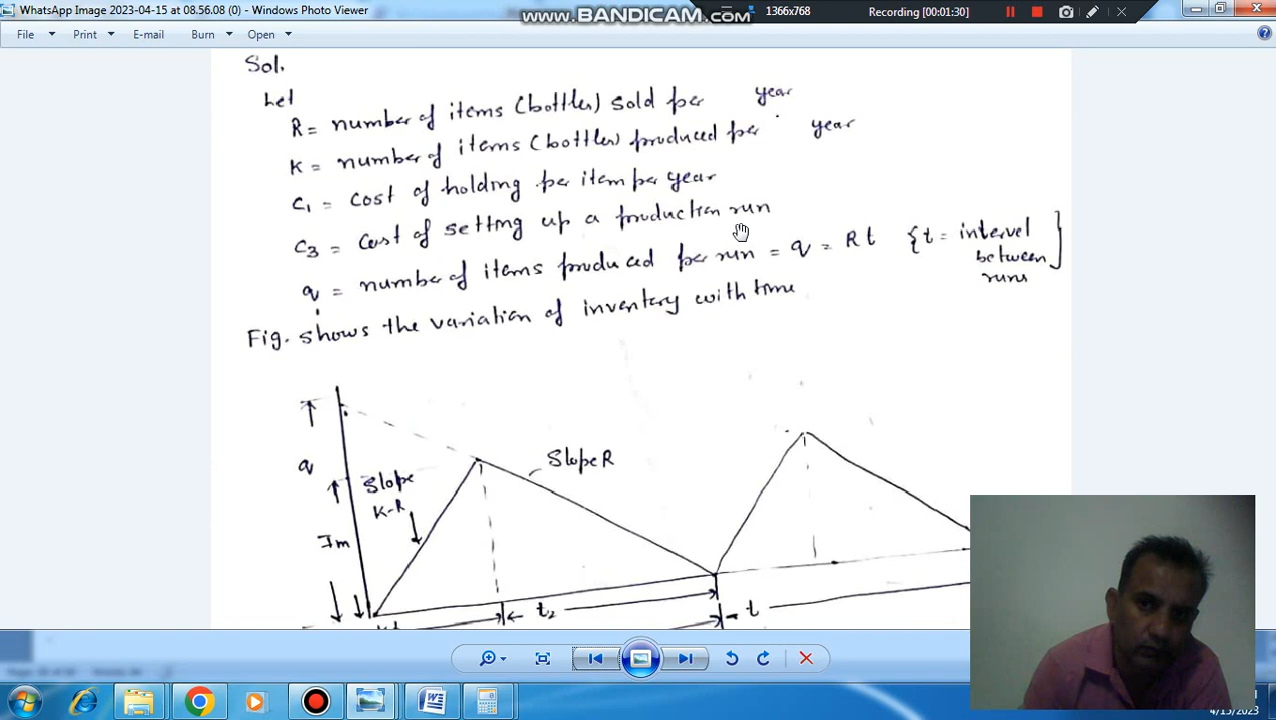 WhatsApp Image 2023-04-15 at 08.56.08 (0) - Windows Photo Viewer
www.BANDICAM.com
1366x768
Recording [00:01:30]
File Print E-mail Burn Open
Sol.
Let
R = number of items (bottles) sold per year
K = number of items (bottles) produced per year
C1 = cost of holding per item per year
C3 = Cost of setting up a production run
q = number of items produced per run = q = Rt {t = interval
between
runs
Fig. shows the variation of inventory with time
q
Slope
K-R
Slope R
Im
t2
t
4/15/2023